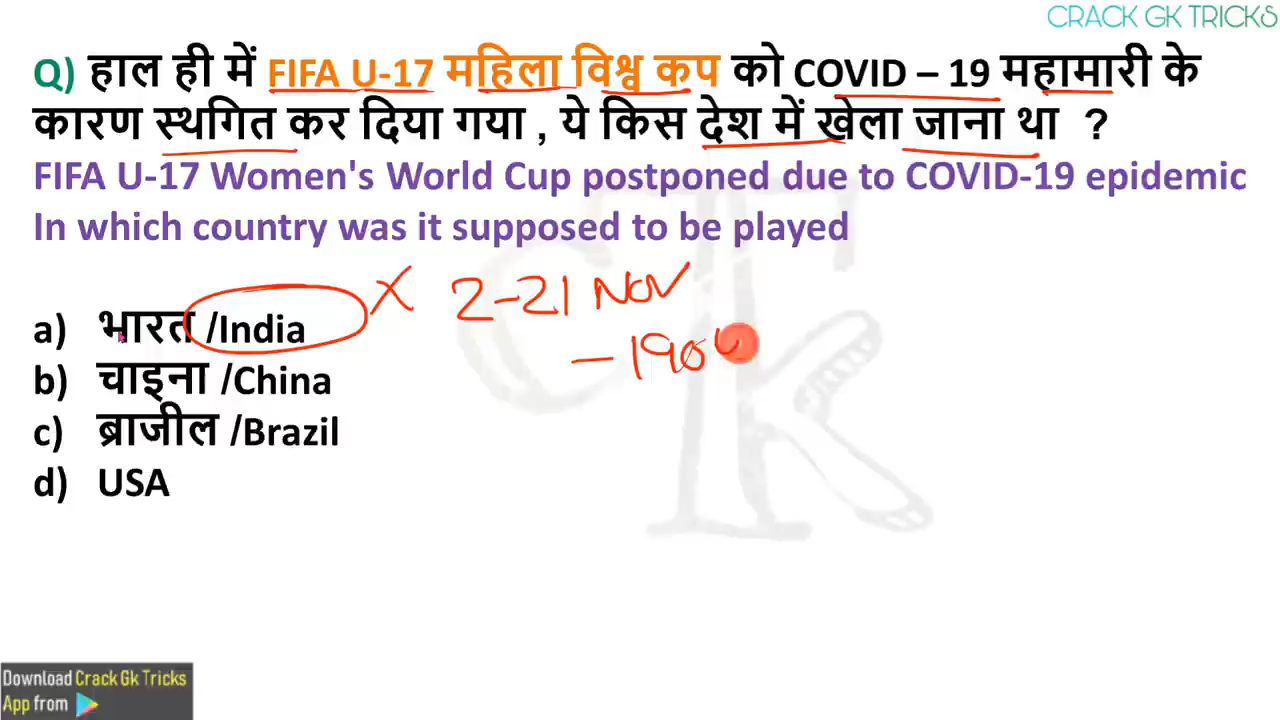 CRACK GK TRICKS
Q) हाल ही में FIFA U-17 महिला विश्व कप को COVID – 19 महामारी के
कारण स्थगित कर दिया गया , ये किस देश में खेला जाना था ?
FIFA U-17 Women's World Cup postponed due to COVID-19 epidemic
In which country was it supposed to be played
X 2-21 NOV
a) भारत /India
b) चाइना /China
c) ब्राजील /Brazil
d) USA
Download Crack Gk Tricks
App from